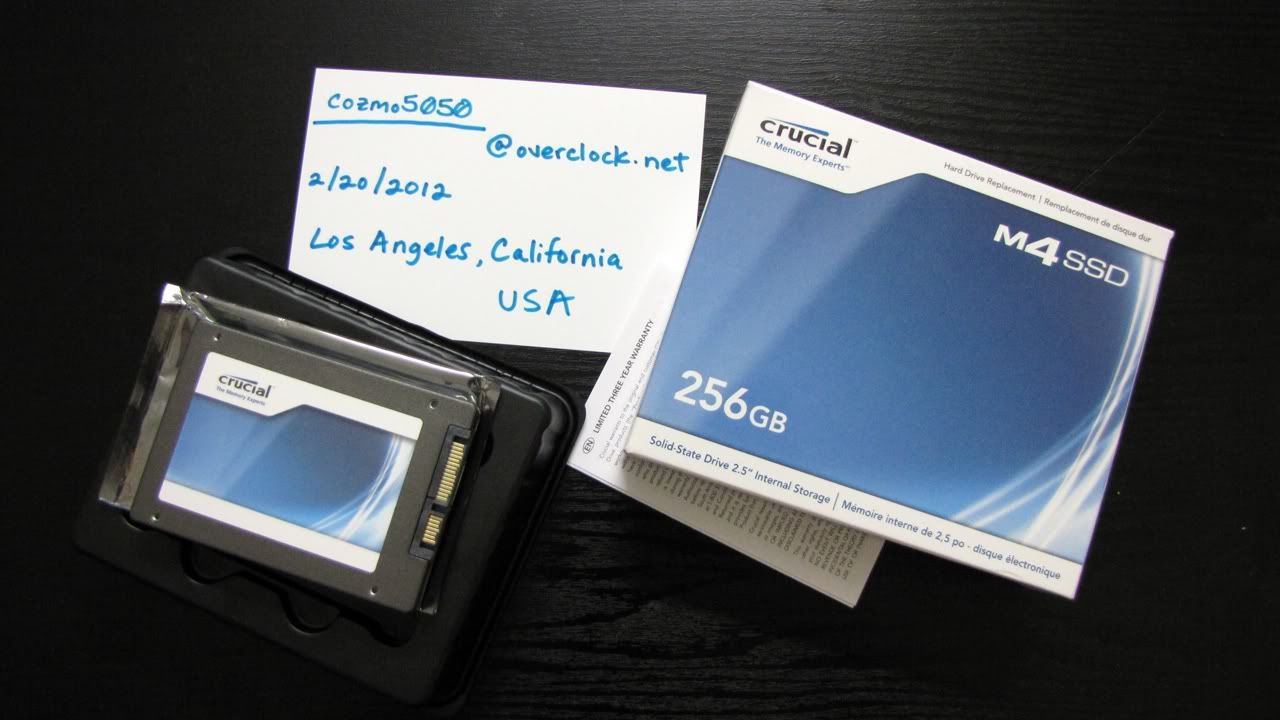 cozmo5050
@overclock.net
2/20/2012
Los Angeles, California
USA
crucial
The Memory Experts™
Hard Drive Replacement | Remplacement de disque dur
M4 SSD
256GB
Solid-State Drive 2.5" Internal Storage | Mémoire interne de 2,5 po - disque électronique
EN LIMITED THREE YEAR WARRANTY
crucial
The Memory Experts